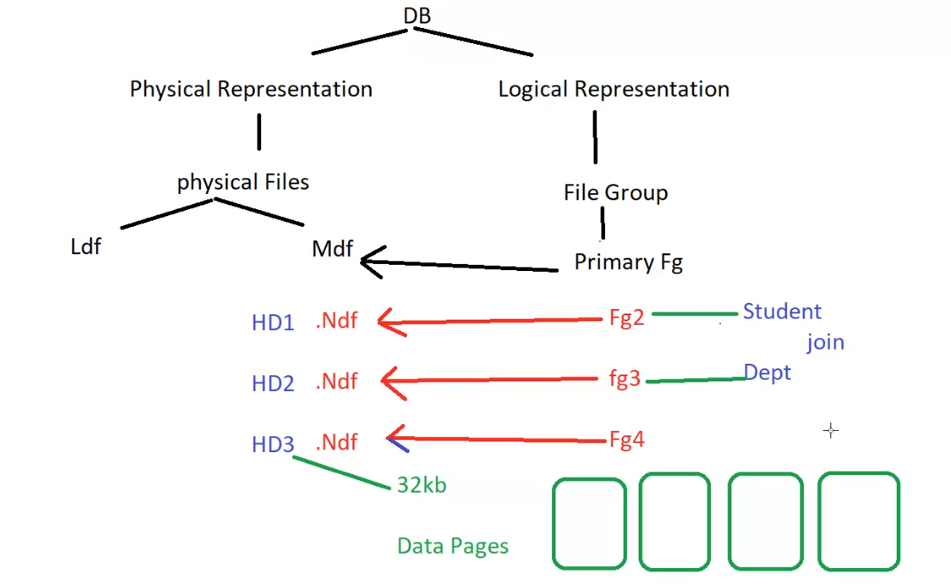 DB
Physical Representation
Logical Representation
physical Files
File Group
Ldf
Mdf
Primary Fg
HD1 .Ndf
Fg2
Student
join
HD2 .Ndf
fg3
Dept
HD3 .Ndf
Fg4
32kb
Data Pages